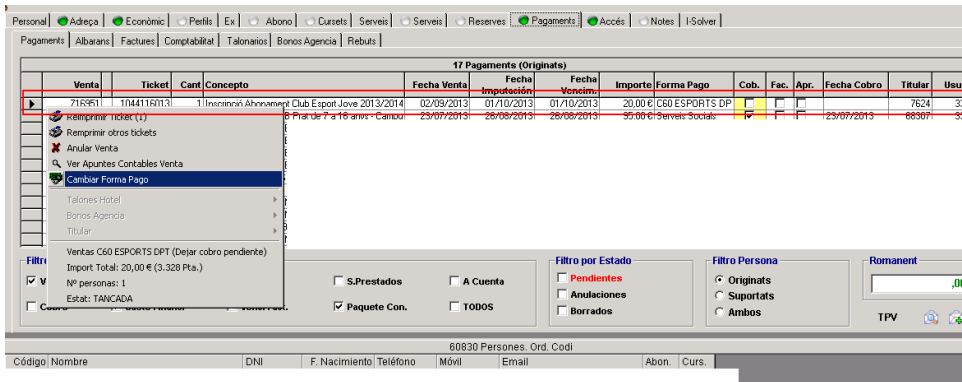 Personal Adreça Econòmic Perfils Ex Abono Cursets Serveis Serveis Reserves Pagaments Accés Notes I-Solver
Pagaments Albarans Factures Comptabilitat Talonarios Bonos Agencia Rebuts
17 Pagaments (Originats)
Venta Ticket Cant Concepto Fecha Venta Fecha Imputación Fecha Vencim. Importe Forma Pago Cob. Fac. Apr. Fecha Cobro Titular Usu
716951 1044116013 1 Inscripció Abonament Club Esport Jove 2013/2014 02/09/2013 01/10/2013 01/10/2013 20,00 € C60 ESPORTS DP 7624
23/07/2013 26/08/2013 26/08/2013 95,00 € Serveis Socials 23/07/2013 68307
Reimprimir Ticket (1)
Reimprimir otros tickets
Anular Venta
Ver Apuntes Contables Venta
Cambiar Forma Pago
Talones Hotel
Bonos Agencia
Titular
Ventas C60 ESPORTS DPT (Dejar cobro pendiente)
Import Total: 20,00 € (3.328 Pta.)
Nº personas: 1
Estat: TANCADA
S.Prestados A Cuenta
Paquete Con. TODOS
Filtro por Estado
Pendientes
Anulaciones
Borrados
Filtro Persona
Originats
Suportats
Ambos
Romanent
TPV
60830 Persones. Ord. Codi
Código Nombre DNI F. Nacimiento Teléfono Móvil Email Abon. Curs.